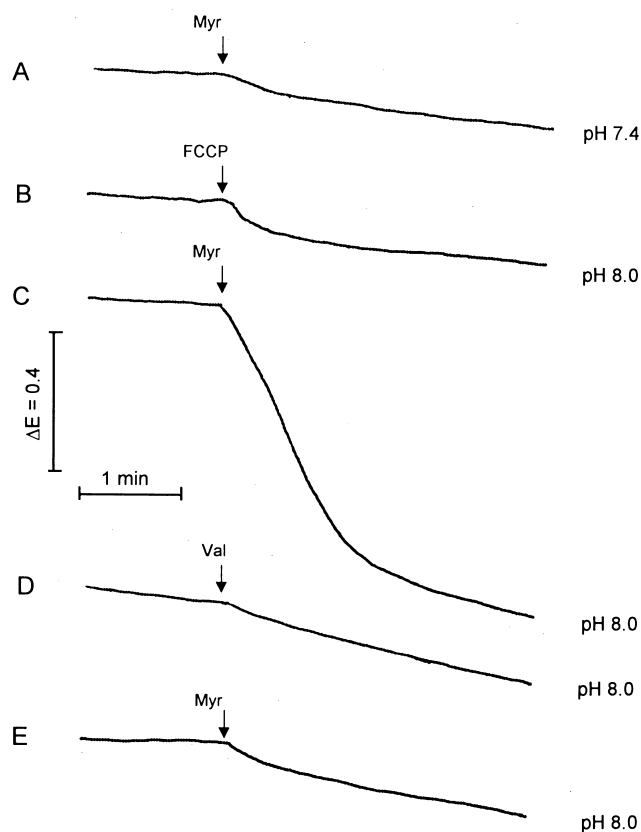 Myr
A
pH 7.4
FCCP
B
pH 8.0
Myr
C
ΔE = 0.4
1 min
pH 8.0
Val
D
pH 8.0
Myr
E
pH 8.0